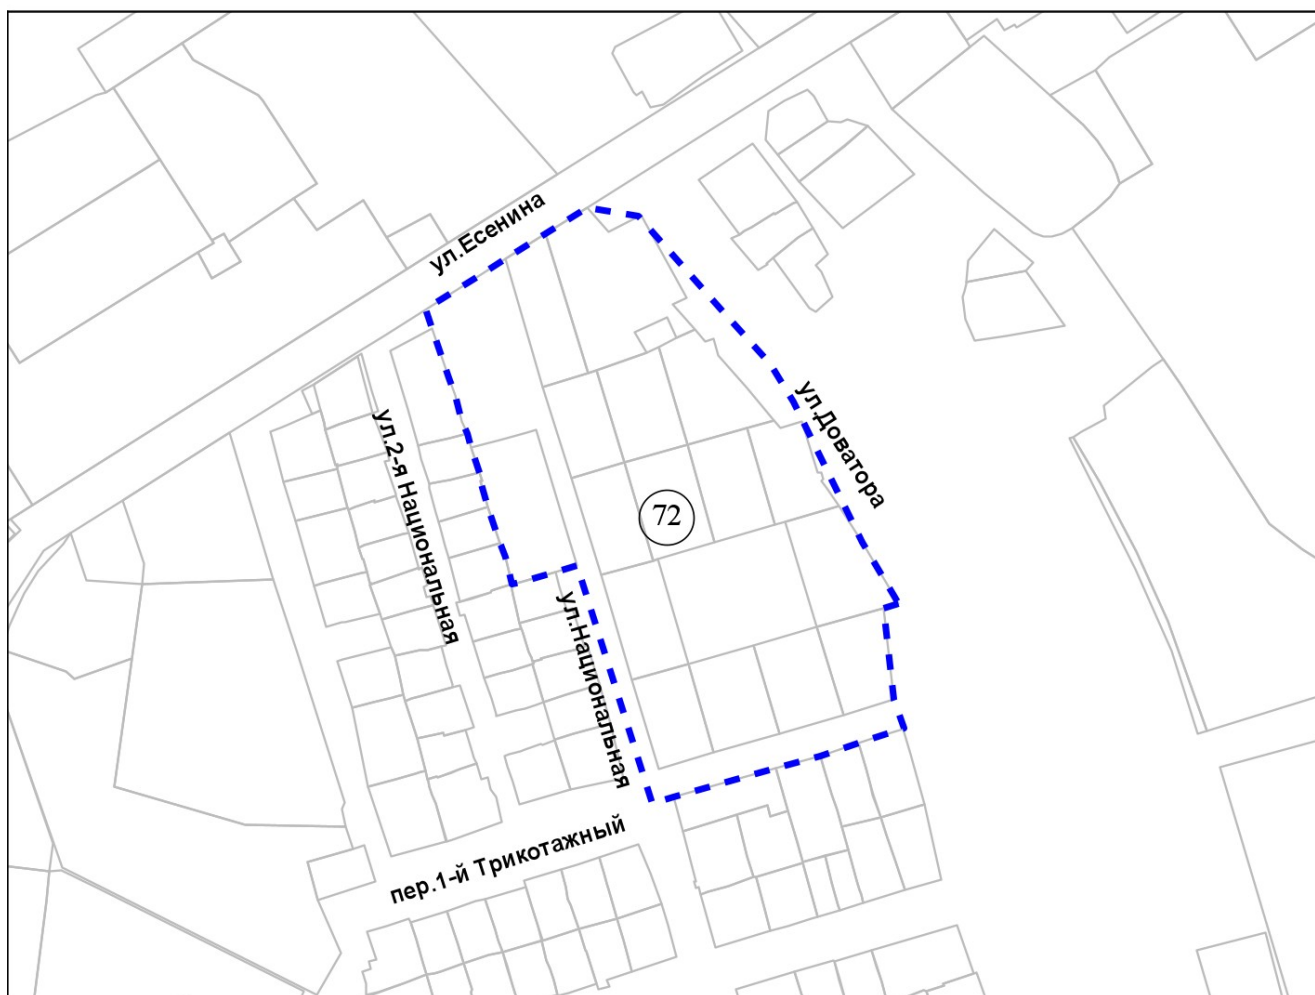 ул.Есенина
ул.Доватора
ул.2-я Национальная
72
ул.Национальная
пер.1-й Трикотажный